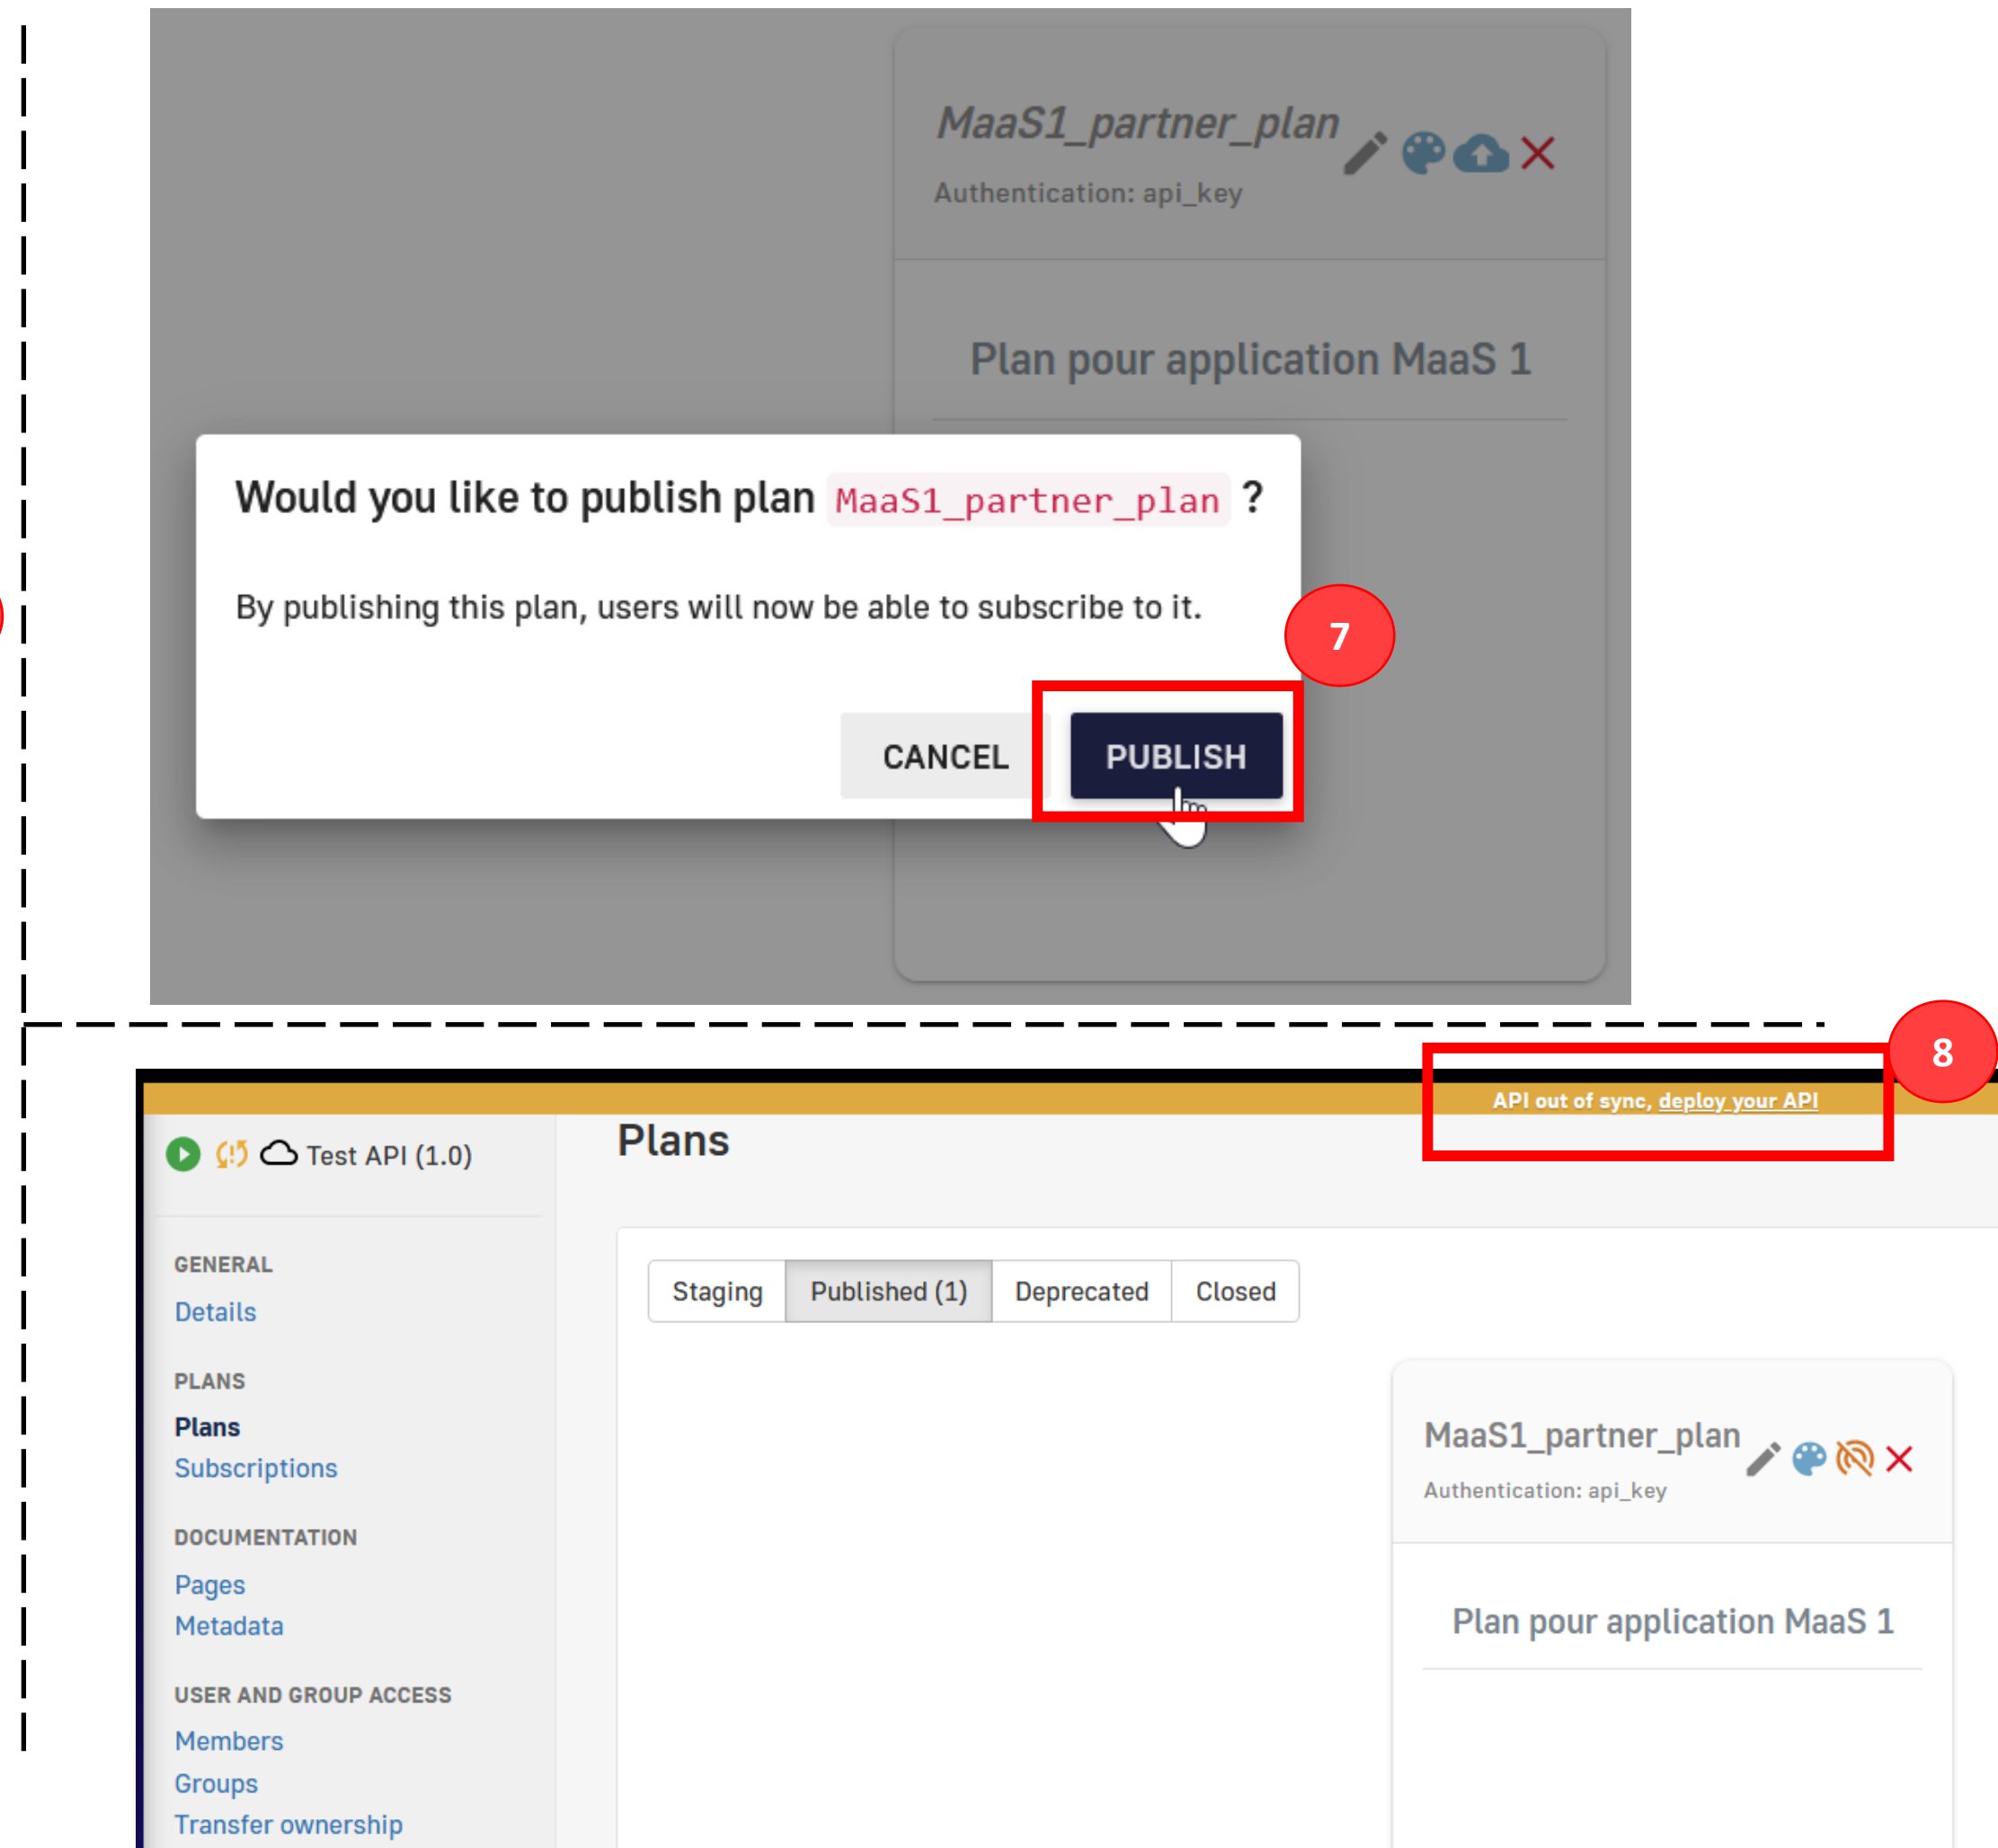 MaaS1_partner_plan
Authentication: api_key
Plan pour application MaaS 1
Would you like to publish plan MaaS1_partner_plan ?
By publishing this plan, users will now be able to subscribe to it.
7
CANCEL
PUBLISH
8
API out of sync, deploy your API
Test API (1.0)
Plans
GENERAL
Details
PLANS
Plans
Subscriptions
DOCUMENTATION
Pages
Metadata
USER AND GROUP ACCESS
Members
Groups
Transfer ownership
Staging
Published (1)
Deprecated
Closed
MaaS1_partner_plan
Authentication: api_key
Plan pour application MaaS 1